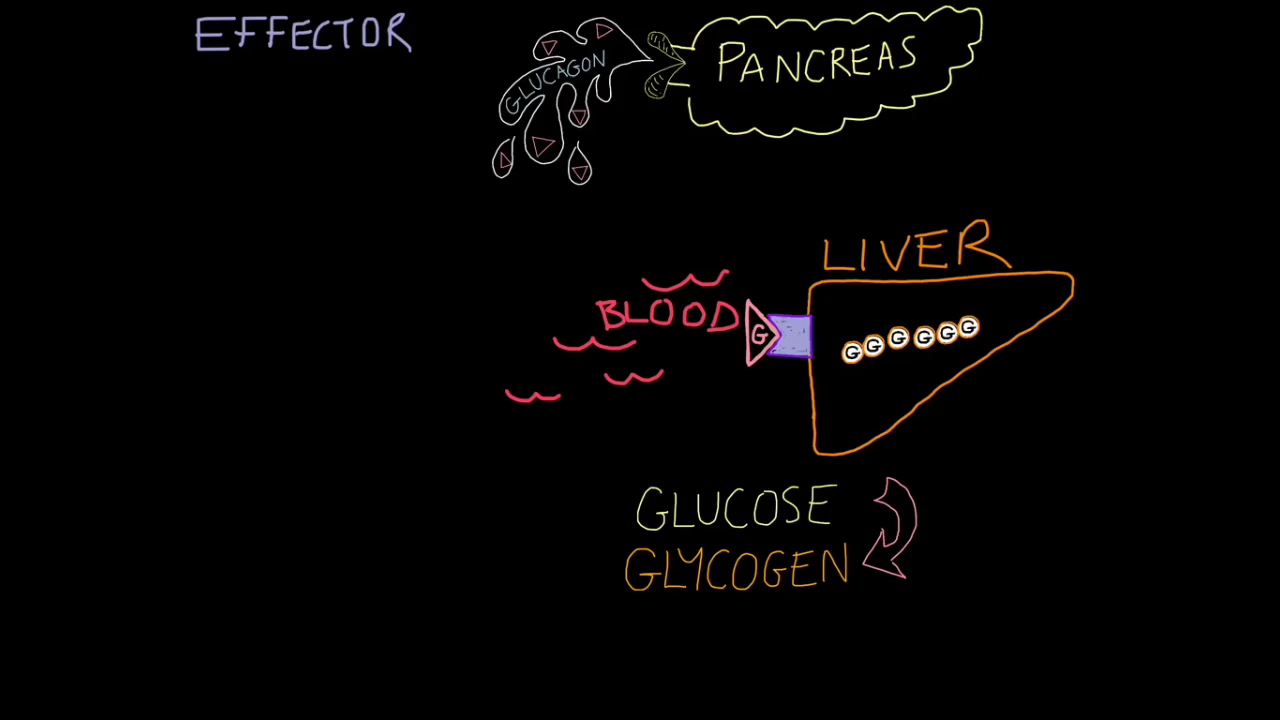 EFFECTOR
GLUCAGON
PANCREAS
LIVER
BLOOD
G
G G G G G G
GLUCOSE
GLYCOGEN